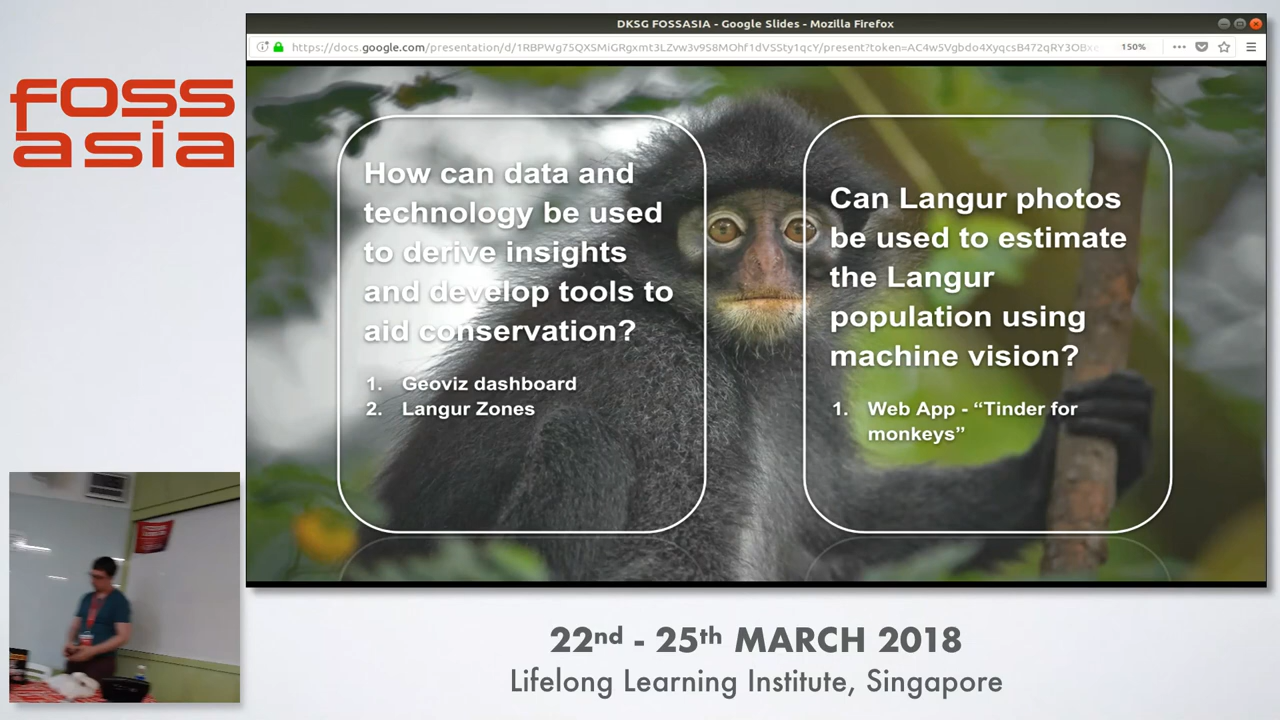 foss
asia
DKSG FOSSASIA - Google Slides - Mozilla Firefox
150%
How can data and
technology be used
to derive insights
and develop tools to
aid conservation?
1. Geoviz dashboard
2. Langur Zones
Can Langur photos
be used to estimate
the Langur
population using
machine vision?
1. Web App - “Tinder for
monkeys”
22nd - 25th MARCH 2018
Lifelong Learning Institute, Singapore